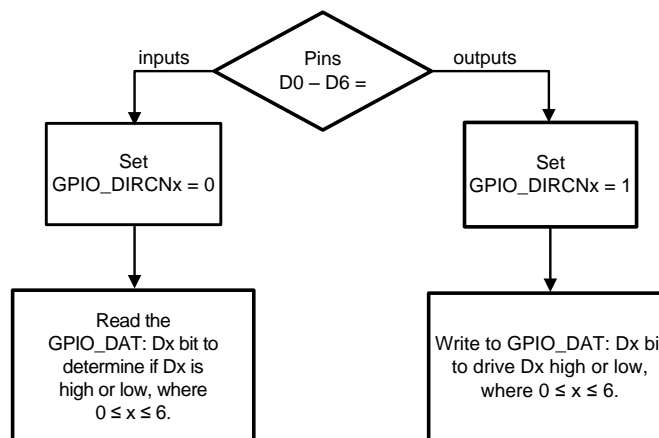 Pins
D0 – D6 =
inputs
outputs
Set
GPIO_DIRCNx = 0
Set
GPIO_DIRCNx = 1
Read the
GPIO_DAT: Dx bit to
determine if Dx is
high or low, where
0 ≤ x ≤ 6.
Write to GPIO_DAT: Dx bi
to drive Dx high or low,
where 0 ≤ x ≤ 6.